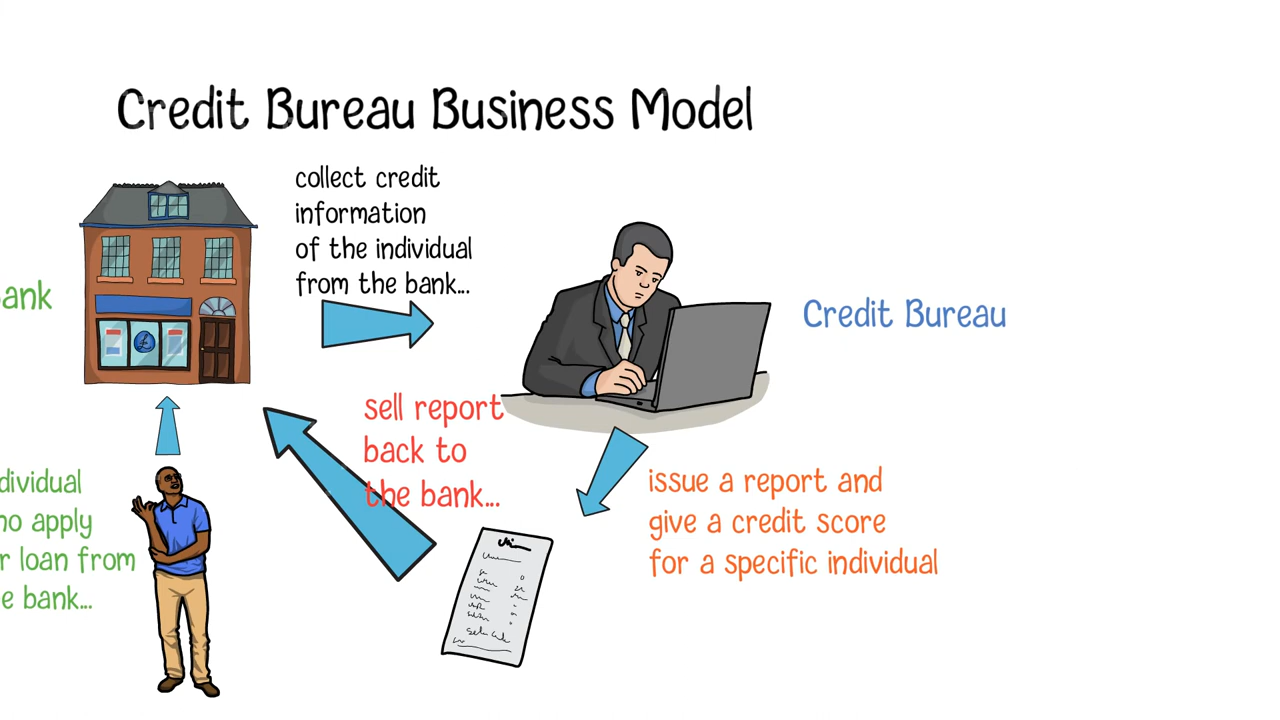 Credit Bureau Business Model
collect credit
information
of the individual
from the bank...
ank
Credit Bureau
sell report
back to
the bank...
dividual
o apply
r loan from
e bank...
issue a report and
give a credit score
for a specific individual